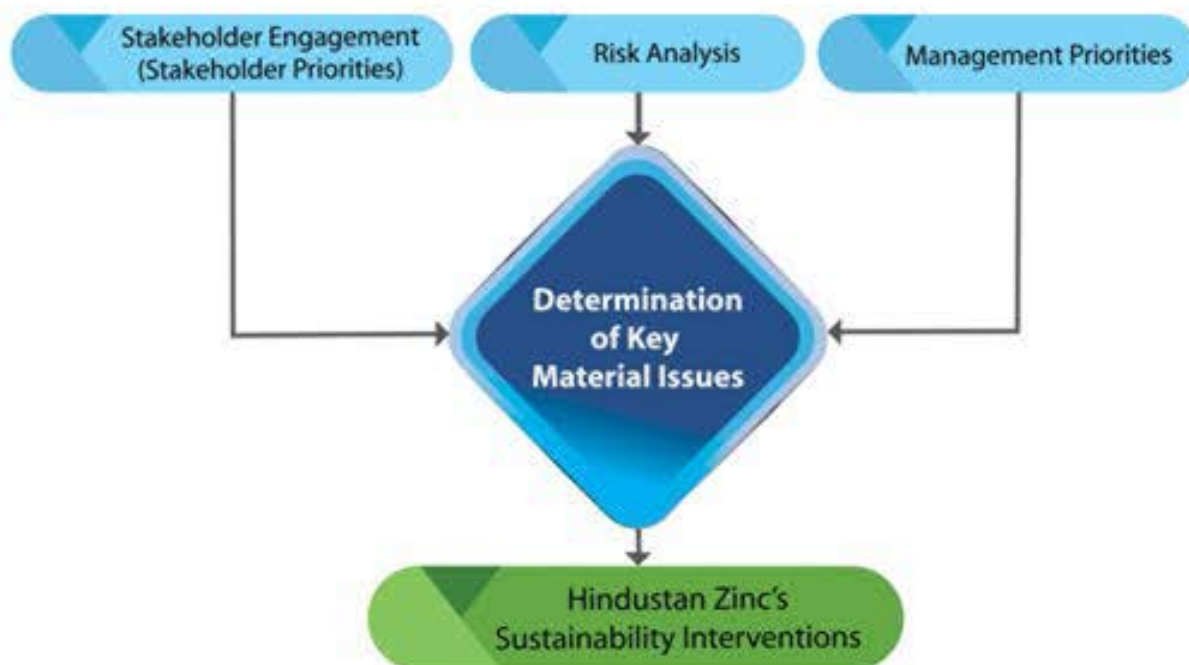 Stakeholder Engagement
(Stakeholder Priorities)
Risk Analysis
Management Priorities
Determination
of Key
Material Issues
Hindustan Zinc's
Sustainability Interventions